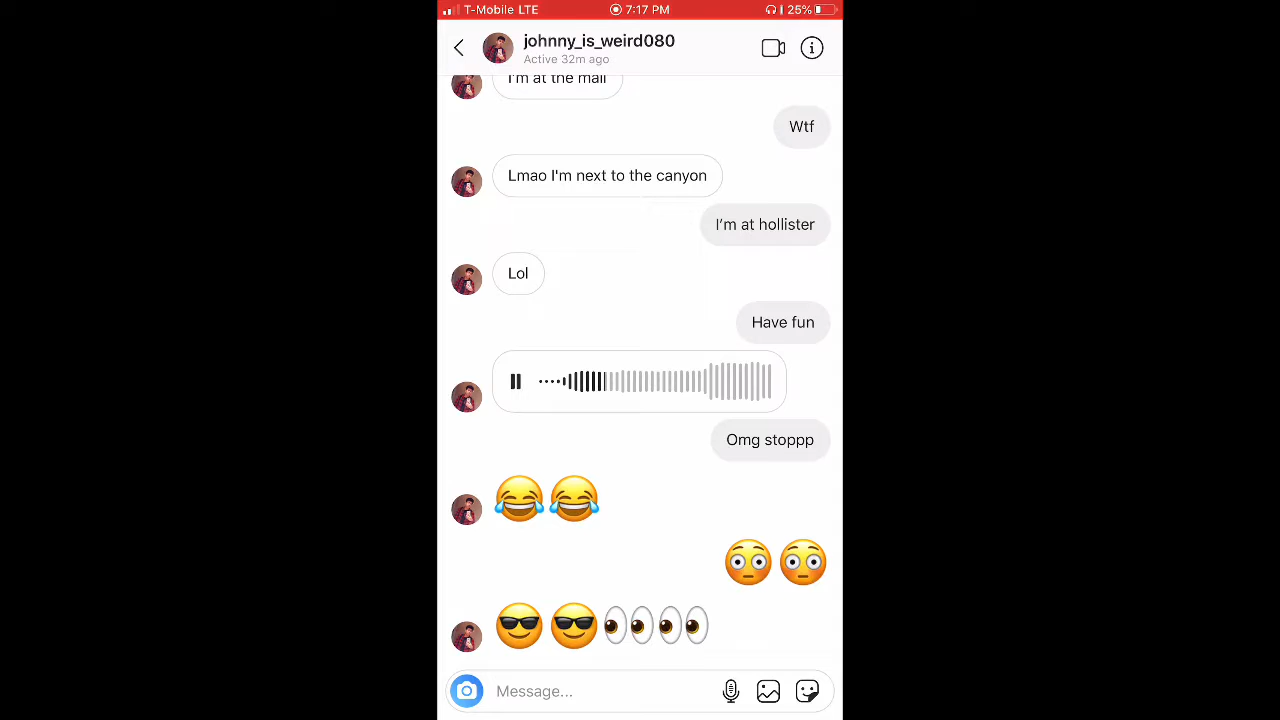 T-Mobile LTE 7:17 PM 25%
johnny_is_weird080
Active 32m ago
I'm at the mall
Wtf
Lmao I'm next to the canyon
I’m at hollister
Lol
Have fun
Omg stoppp
Message...